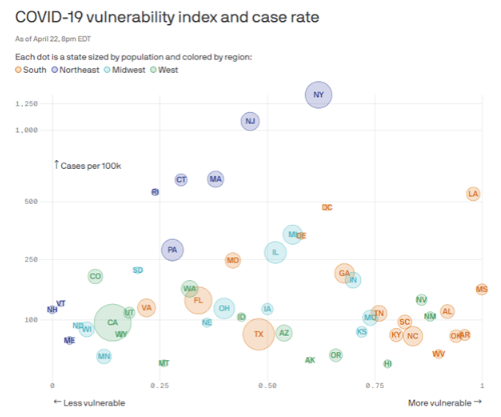 COVID-19 vulnerability index and case rate
As of April 22, 6pm EDT
Each dot is a state sized by population and colored by region:
South Northeast Midwest West
NY
1,250
NJ
1,000
↑ Cases per 100k
CT MA
RI
LA
500
DC
MI DE
PA
IL
MD
250
SD
GA
CO
IN
WA
MS
FL
NV
VT
NH
VA
OH
IA
AL
UT
TN
MO
NM
ID
100
CA
NE
SC
ND WI
TX
AZ
KS
KY NC
OK AR
WY
ME
MN
OR
WV
MT
AK
HI
0 0.25 0.50 0.75 1
← Less vulnerable More vulnerable →